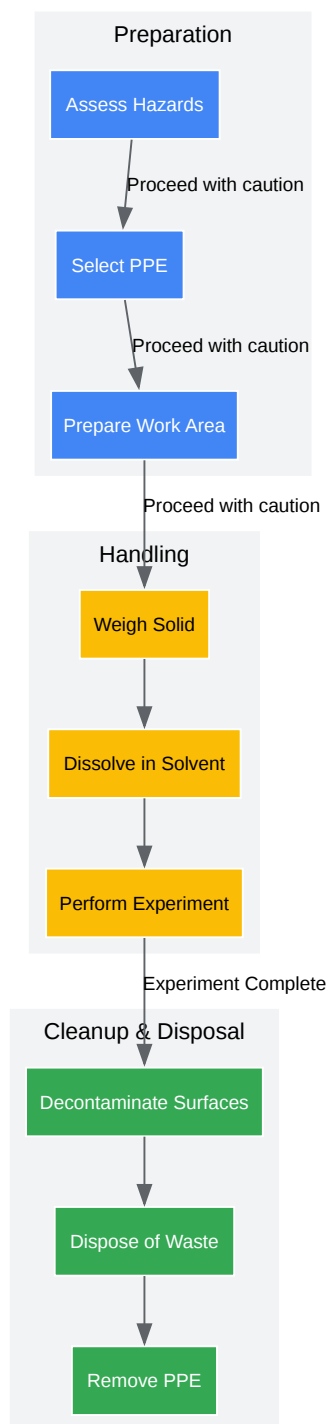 Preparation
Assess Hazards
Proceed with caution
Select PPE
Proceed with caution
Prepare Work Area
Proceed with caution
Handling
Weigh Solid
Dissolve in Solvent
Perform Experiment
Experiment Complete
Cleanup & Disposal
Decontaminate Surfaces
Dispose of Waste
Remove PPE